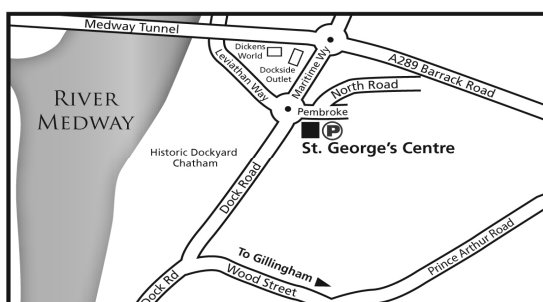 Medway Tunnel
Dickens
World
Dockside
Outlet
Leviathan Way
Maritime Wy
A289 Barrack Road
North Road
Pembroke
RIVER
MEDWAY
P
St. George's Centre
Historic Dockyard
Chatham
Dock Road
To Gillingham
Wood Street
Prince Arthur Road
Dock Rd